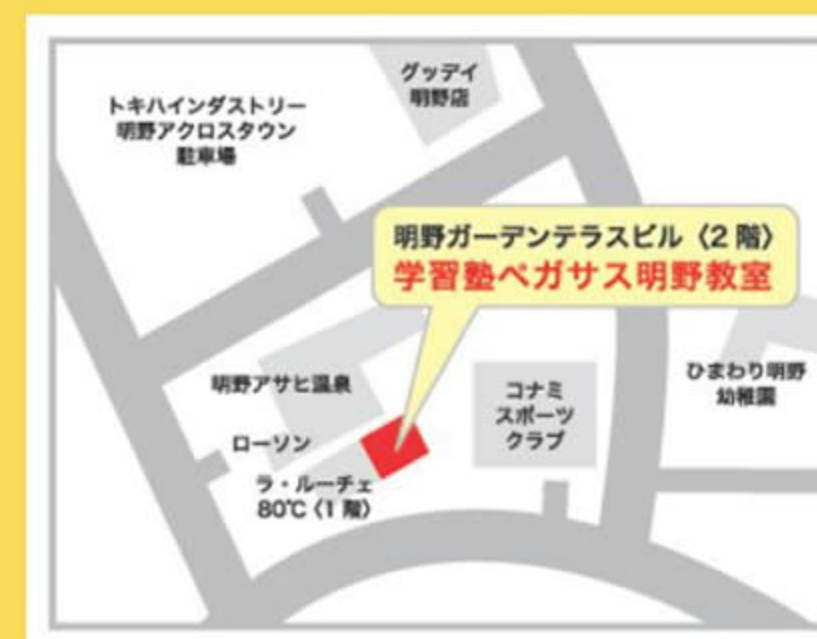 グッデイ
明野店
トキハインダストリー
明野アクロスタウン
駐車場
明野ガーデンテラスビル〈2階〉
学習塾ペガサス明野教室
明野アサヒ温泉
コナミ
スポーツ
クラブ
ひまわり明野
幼稚園
ローソン
ラ・ルーチェ
80℃〈1階〉